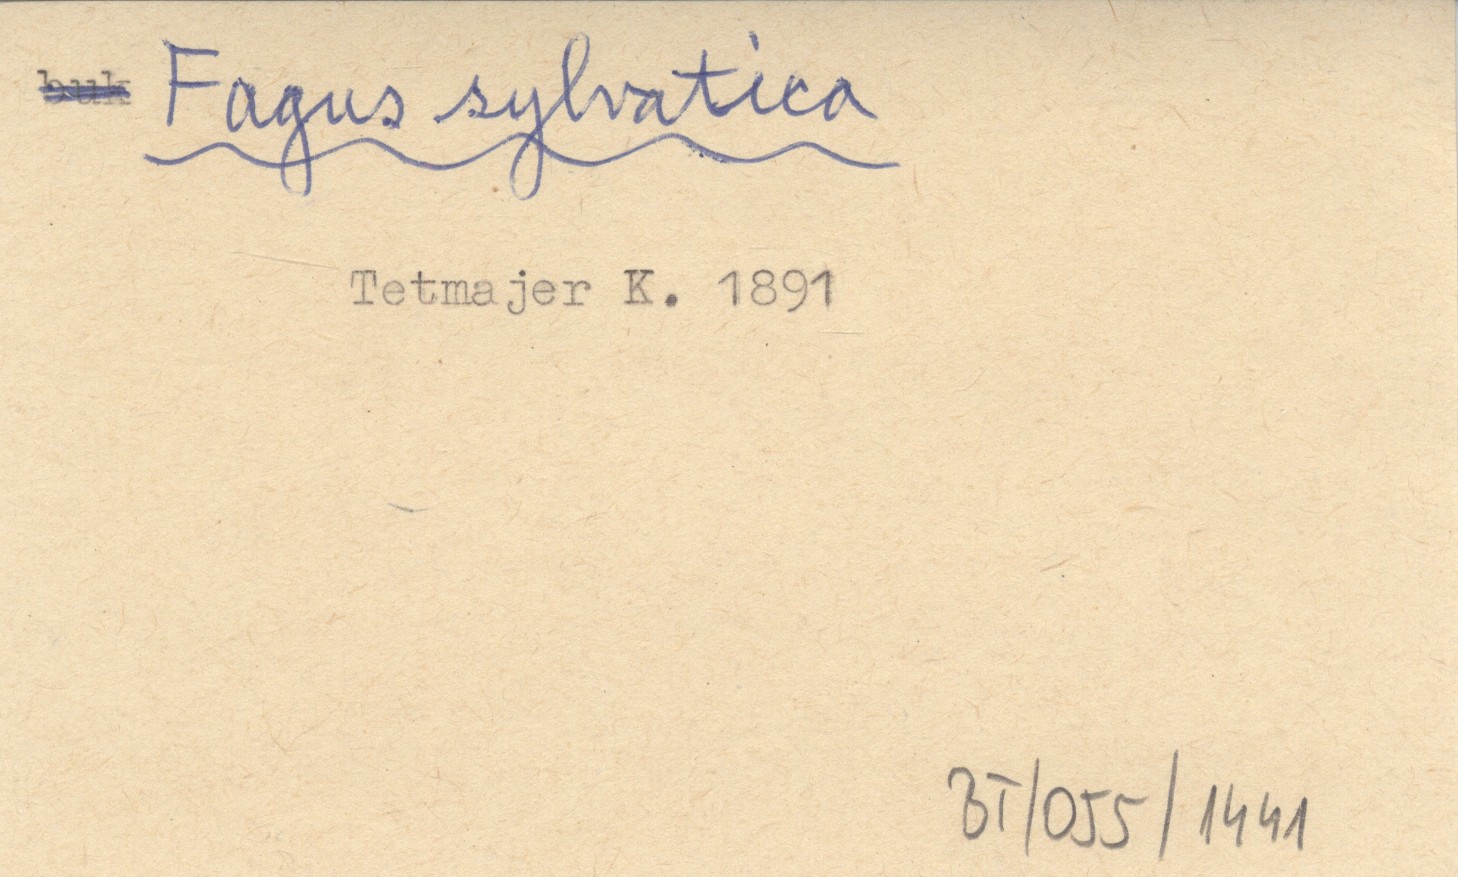 buk Fagus sylvatica
Tetmajer K. 1891
BT/055/1441